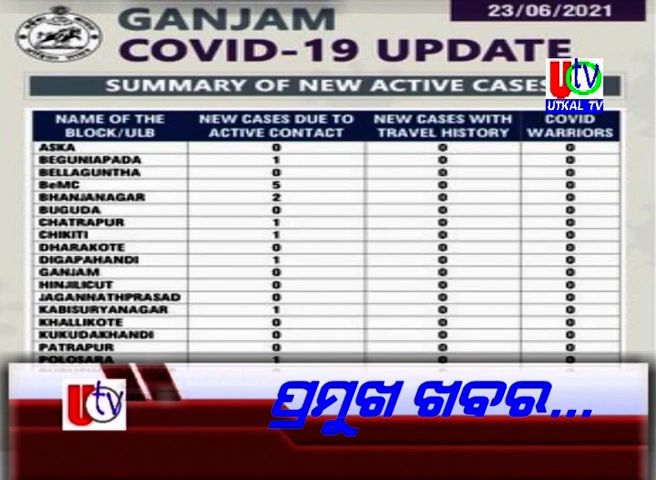 23/06/2021
GANJAM
COVID-19 UPDATE
SUMMARY OF NEW ACTIVE CASES
Utv
UTKAL TV
NAME OF THE BLOCK/ULB NEW CASES DUE TO ACTIVE CONTACT NEW CASES WITH TRAVEL HISTORY COVID WARRIORS
ASKA 0 0 0
BEGUNIAPADA 1 0 0
BELLAGUNTHA 0 0 0
BeMC 5 0 0
BHANJANAGAR 2 0 0
BUGUDA 0 0 0
CHATRAPUR 1 0 0
CHIKITI 1 0 0
DHARAKOTE 0 0 0
DIGAPAHANDI 1 0 0
GANJAM 0 0 0
HINJILICUT 0 0 0
JAGANNATHPRASAD 0 0 0
KABISURYANAGAR 1 0 0
KHALLIKOTE 0 0 0
KUKUDAKHANDI 0 0 0
PATRAPUR 0 0 0
POLOSARA 1 0 0
Utv
ପ୍ରମୁଖ ଖବର...